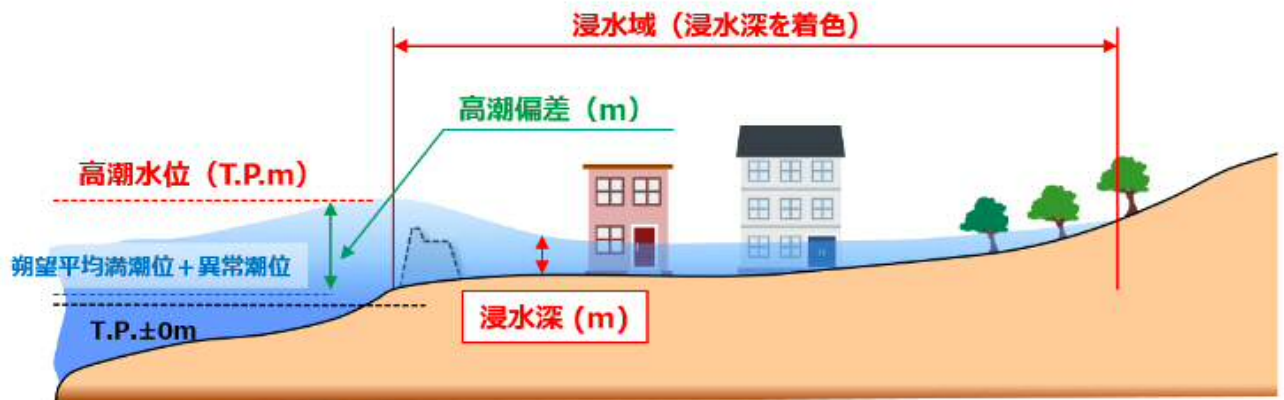 浸水域（浸水深を着色）
高潮偏差（m）
高潮水位（T.P.m）
朔望平均満潮位＋異常潮位
浸水深 (m)
T.P.±0m